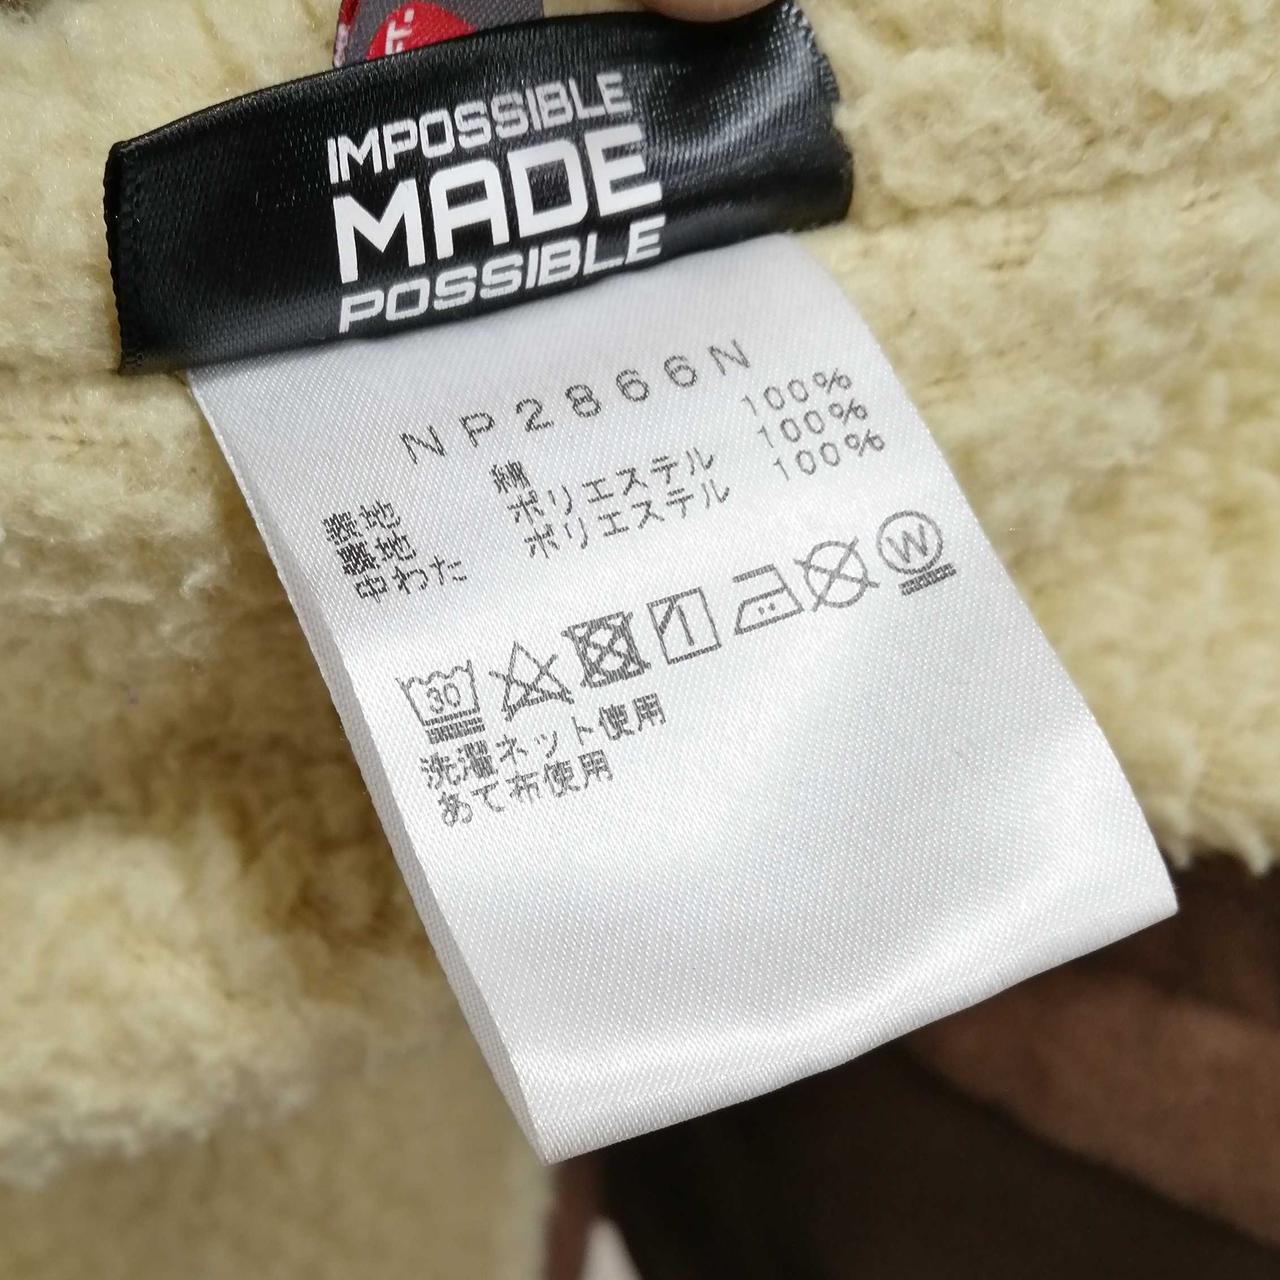 FT.
IMPOSSIBLE
MADE
POSSIBLE
NP2866N
表地 綿 100%
裏地 ポリエステル 100%
中わた ポリエステル 100%
30
W
洗濯ネット使用
あて布使用